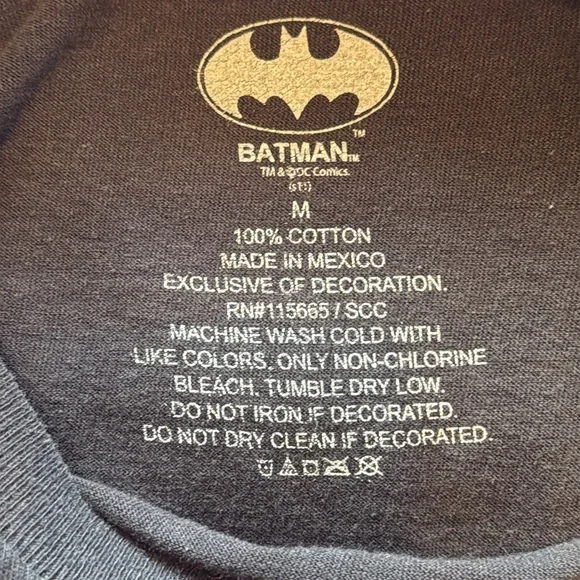 TM
BATMAN TM
TM & © DC Comics.
M
100% COTTON
MADE IN MEXICO
EXCLUSIVE OF DECORATION.
RN#115665 / SCC
MACHINE WASH COLD WITH
LIKE COLORS. ONLY NON-CHLORINE
BLEACH. TUMBLE DRY LOW.
DO NOT IRON IF DECORATED.
DO NOT DRY CLEAN IF DECORATED.